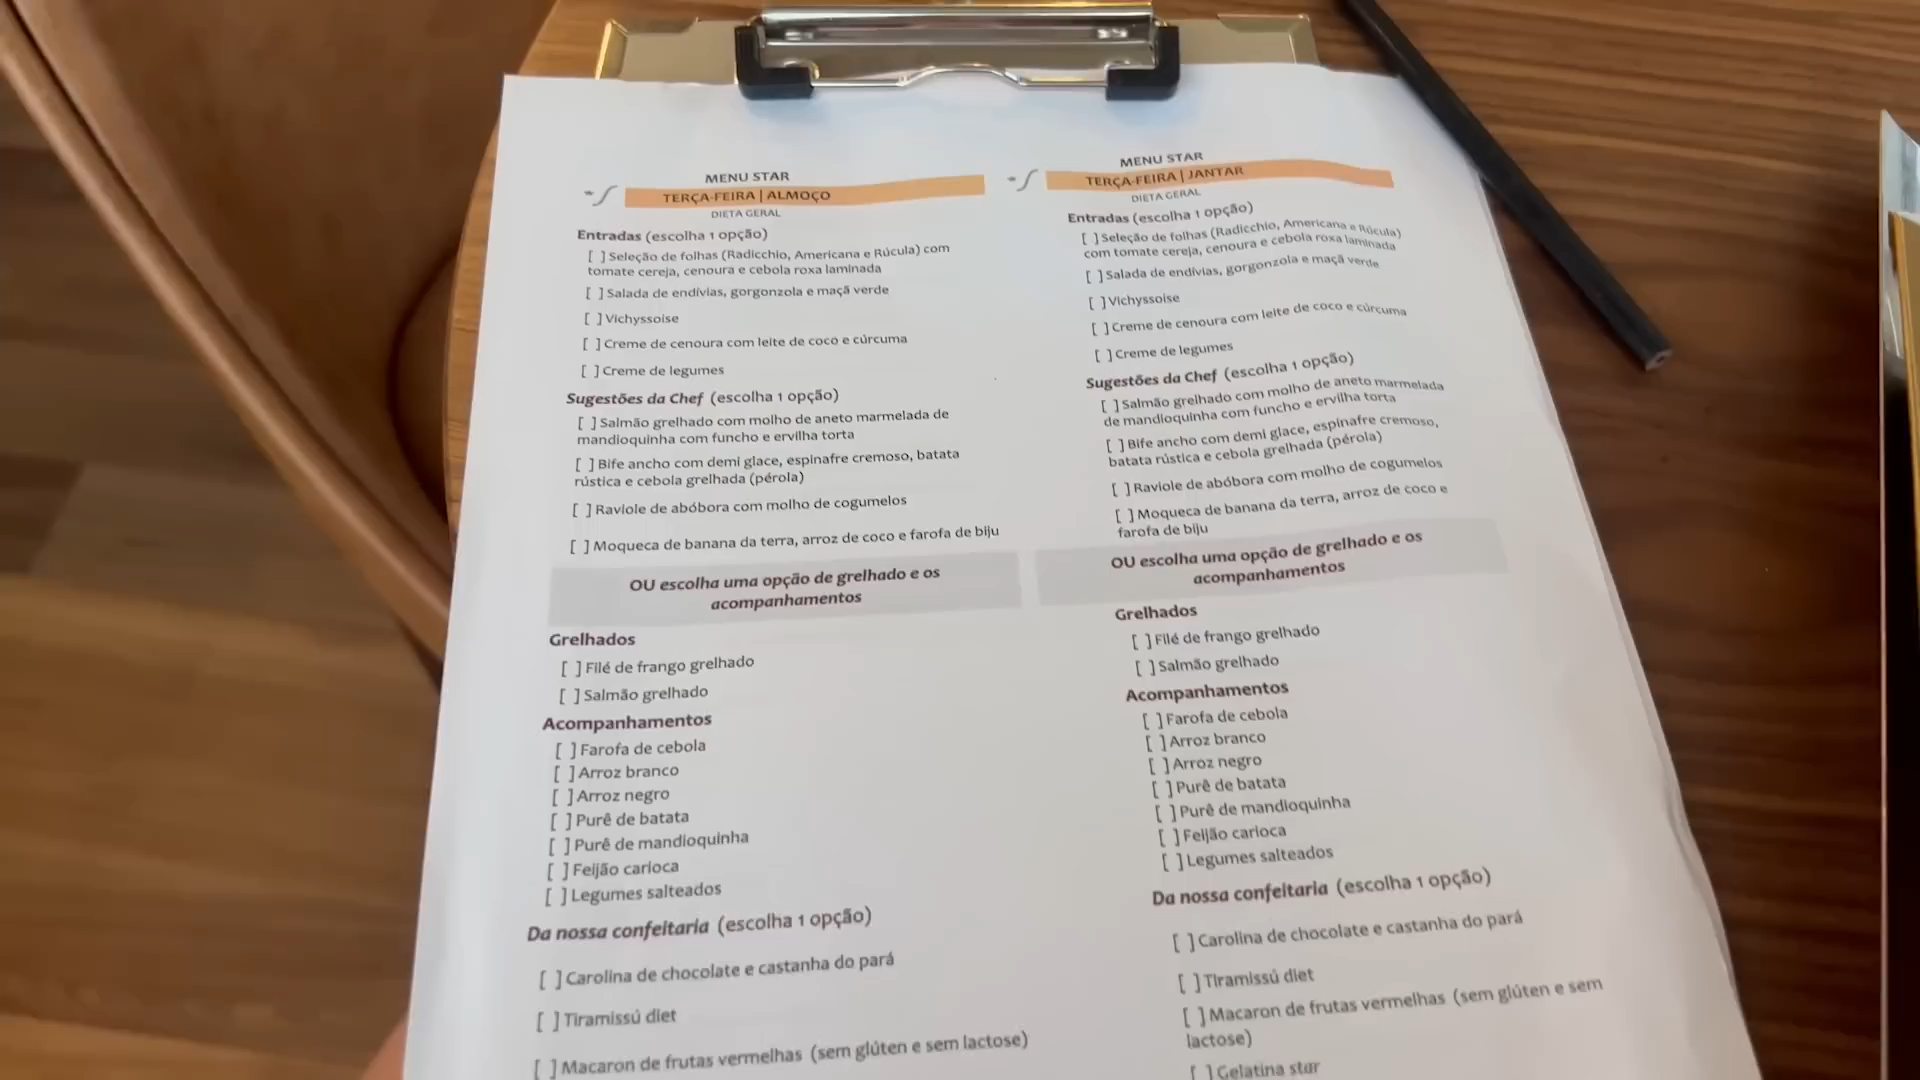 MENU STAR
TERÇA-FEIRA | ALMOÇO
DIETA GERAL
Entradas (escolha 1 opção)
[ ] Seleção de folhas (Radicchio, Americana e Rúcula) com
tomate cereja, cenoura e cebola roxa laminada
[ ] Salada de endívias, gorgonzola e maçã verde
[ ] Vichyssoise
[ ] Creme de cenoura com leite de coco e cúrcuma
[ ] Creme de legumes
Sugestões da Chef (escolha 1 opção)
[ ] Salmão grelhado com molho de aneto marmelada de
mandioquinha com funcho e ervilha torta
[ ] Bife ancho com demi glace, espinafre cremoso, batata
rústica e cebola grelhada (pérola)
[ ] Raviole de abóbora com molho de cogumelos
[ ] Moqueca de banana da terra, arroz de coco e farofa de biju
OU escolha uma opção de grelhado e os
acompanhamentos
Grelhados
[ ] Filé de frango grelhado
[ ] Salmão grelhado
Acompanhamentos
[ ] Farofa de cebola
[ ] Arroz branco
[ ] Arroz negro
[ ] Purê de batata
[ ] Purê de mandioquinha
[ ] Feijão carioca
[ ] Legumes salteados
Da nossa confeitaria (escolha 1 opção)
[ ] Carolina de chocolate e castanha do pará
[ ] Tiramissú diet
[ ] Macaron de frutas vermelhas (sem glúten e sem lactose)
MENU STAR
TERÇA-FEIRA | JANTAR
DIETA GERAL
Entradas (escolha 1 opção)
[ ] Seleção de folhas (Radicchio, Americana e Rúcula)
com tomate cereja, cenoura e cebola roxa laminada
[ ] Salada de endívias, gorgonzola e maçã verde
[ ] Vichyssoise
[ ] Creme de cenoura com leite de coco e cúrcuma
[ ] Creme de legumes
Sugestões da Chef (escolha 1 opção)
[ ] Salmão grelhado com molho de aneto marmelada
de mandioquinha com funcho e ervilha torta
[ ] Bife ancho com demi glace, espinafre cremoso,
batata rústica e cebola grelhada (pérola)
[ ] Raviole de abóbora com molho de cogumelos
[ ] Moqueca de banana da terra, arroz de coco e
farofa de biju
OU escolha uma opção de grelhado e os
acompanhamentos
Grelhados
[ ] Filé de frango grelhado
[ ] Salmão grelhado
Acompanhamentos
[ ] Farofa de cebola
[ ] Arroz branco
[ ] Arroz negro
[ ] Purê de batata
[ ] Purê de mandioquinha
[ ] Feijão carioca
[ ] Legumes salteados
Da nossa confeitaria (escolha 1 opção)
[ ] Carolina de chocolate e castanha do pará
[ ] Tiramissú diet
[ ] Macaron de frutas vermelhas (sem glúten e sem
lactose)
[ ] Gelatina star